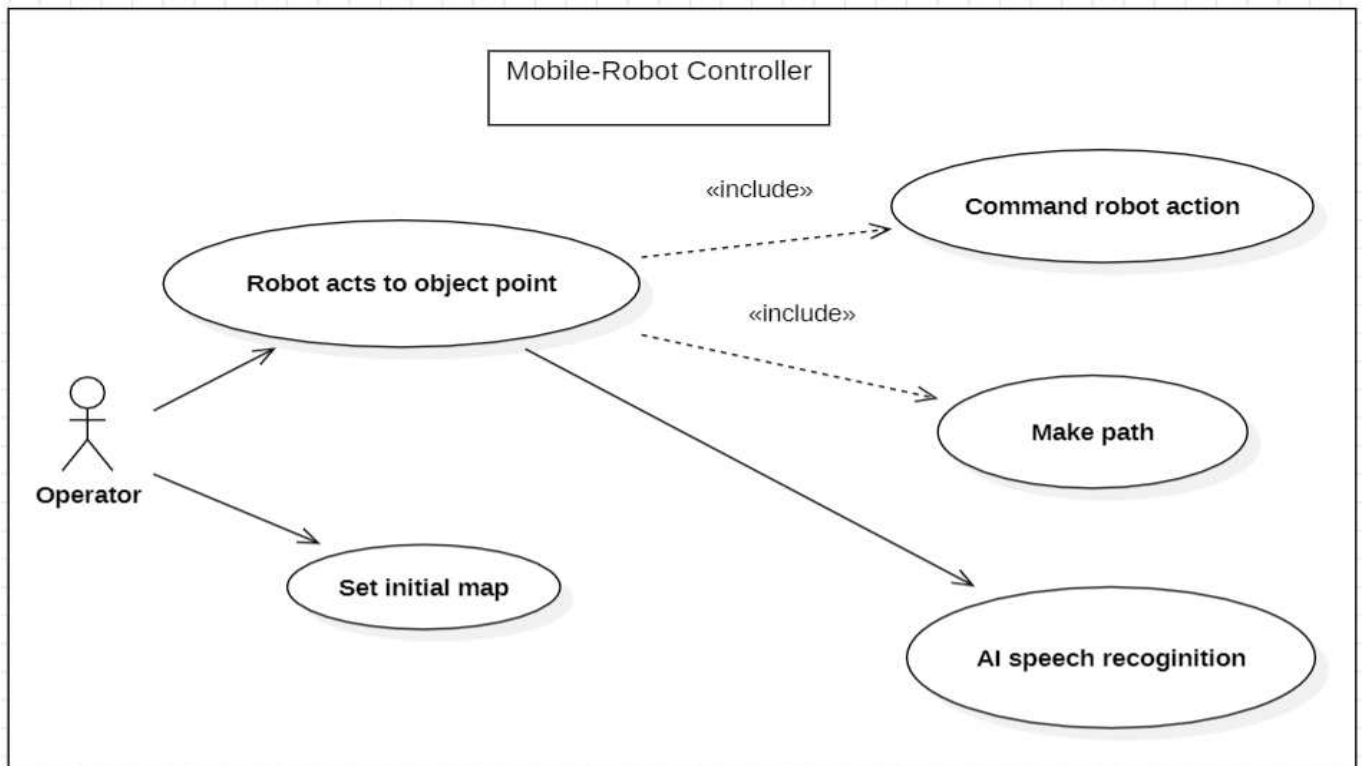 Mobile-Robot Controller
«include»
Command robot action
Robot acts to object point
«include»
Make path
Operator
Set initial map
AI speech recoginition